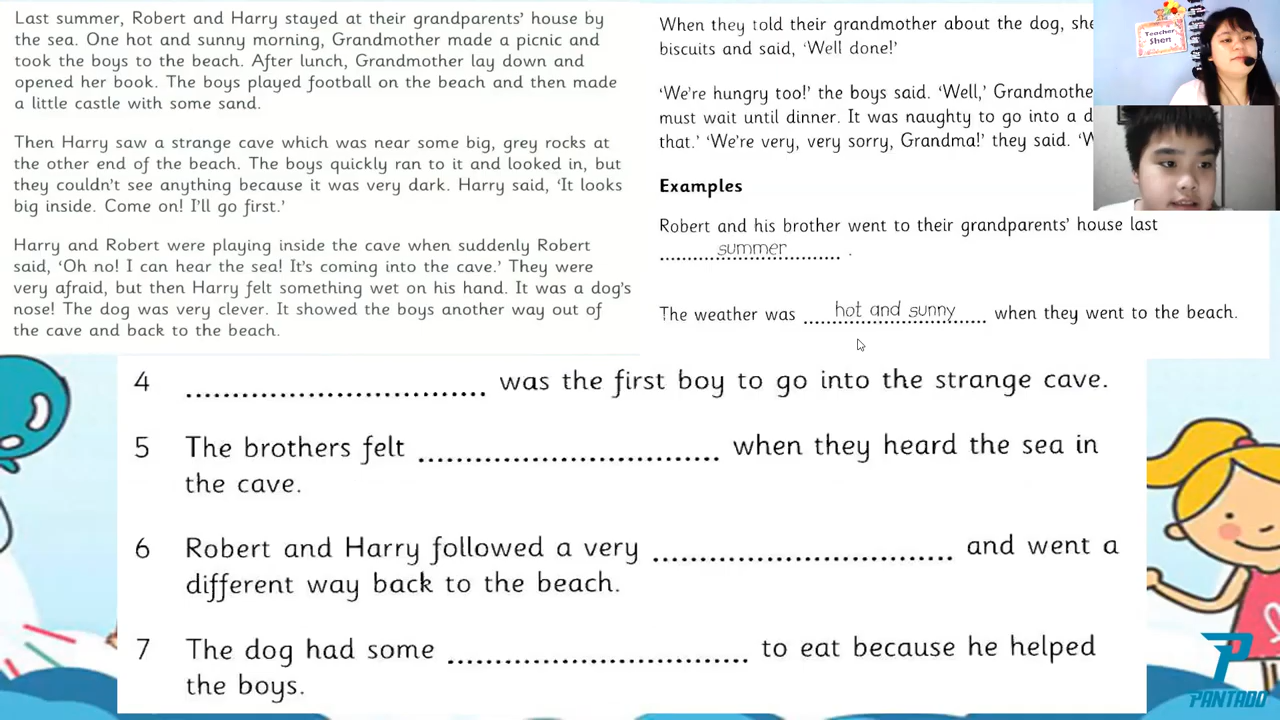 Last summer, Robert and Harry stayed at their grandparents' house by
the sea. One hot and sunny morning, Grandmother made a picnic and
took the boys to the beach. After lunch, Grandmother lay down and
opened her book. The boys played football on the beach and then made
a little castle with some sand.
Then Harry saw a strange cave which was near some big, grey rocks at
the other end of the beach. The boys quickly ran to it and looked in, but
they couldn't see anything because it was very dark. Harry said, 'It looks
big inside. Come on! I'll go first.'
Harry and Robert were playing inside the cave when suddenly Robert
said, 'Oh no! I can hear the sea! It's coming into the cave.' They were
very afraid, but then Harry felt something wet on his hand. It was a dog's
nose! The dog was very clever. It showed the boys another way out of
the cave and back to the beach.
When they told their grandmother about the dog, she
biscuits and said, 'Well done!'
'We're hungry too!' the boys said. 'Well,' Grandmothe
must wait until dinner. It was naughty to go into a d
that.' 'We're very, very sorry, Grandma!' they said. 'W
Examples
Robert and his brother went to their grandparents' house last
summer .
The weather was hot and sunny when they went to the beach.
4 was the first boy to go into the strange cave.
5 The brothers felt when they heard the sea in
the cave.
6 Robert and Harry followed a very and went a
different way back to the beach.
7 The dog had some to eat because he helped
the boys.
Teacher
Shen
PANTADO